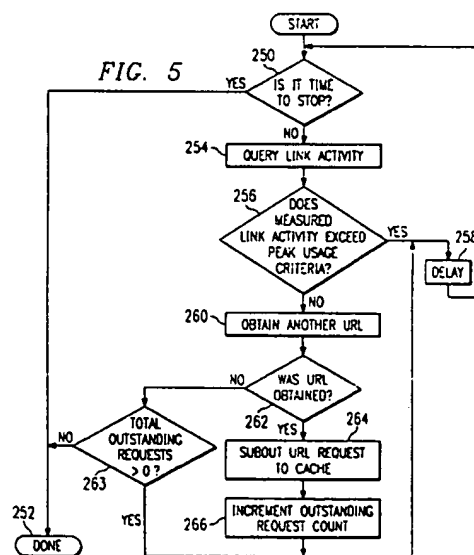 START
FIG. 5
250
YES
IS IT TIME
TO STOP?
NO
254
QUERY LINK ACTIVITY
256
DOES
MEASURED
LINK ACTIVITY EXCEED
PEAK USAGE
CRITERIA?
YES
258
DELAY
NO
260
OBTAIN ANOTHER URL
NO
WAS URL
OBTAINED?
262
YES
264
TOTAL
OUTSTANDING
REQUESTS
> 0?
NO
263
SUBOUT URL REQUEST
TO CACHE
252
DONE
YES
266
INCREMENT OUTSTANDING
REQUEST COUNT